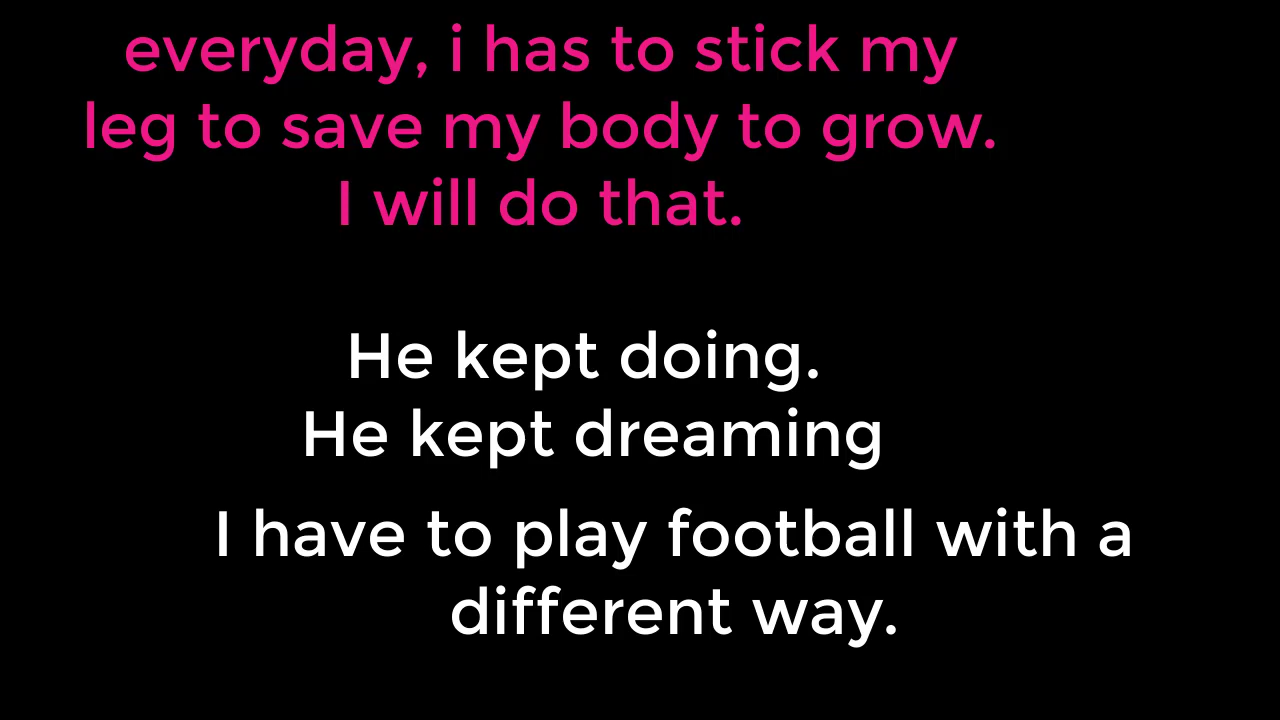 everyday, i has to stick my
leg to save my body to grow.
I will do that.
He kept doing.
He kept dreaming
I have to play football with a
different way.